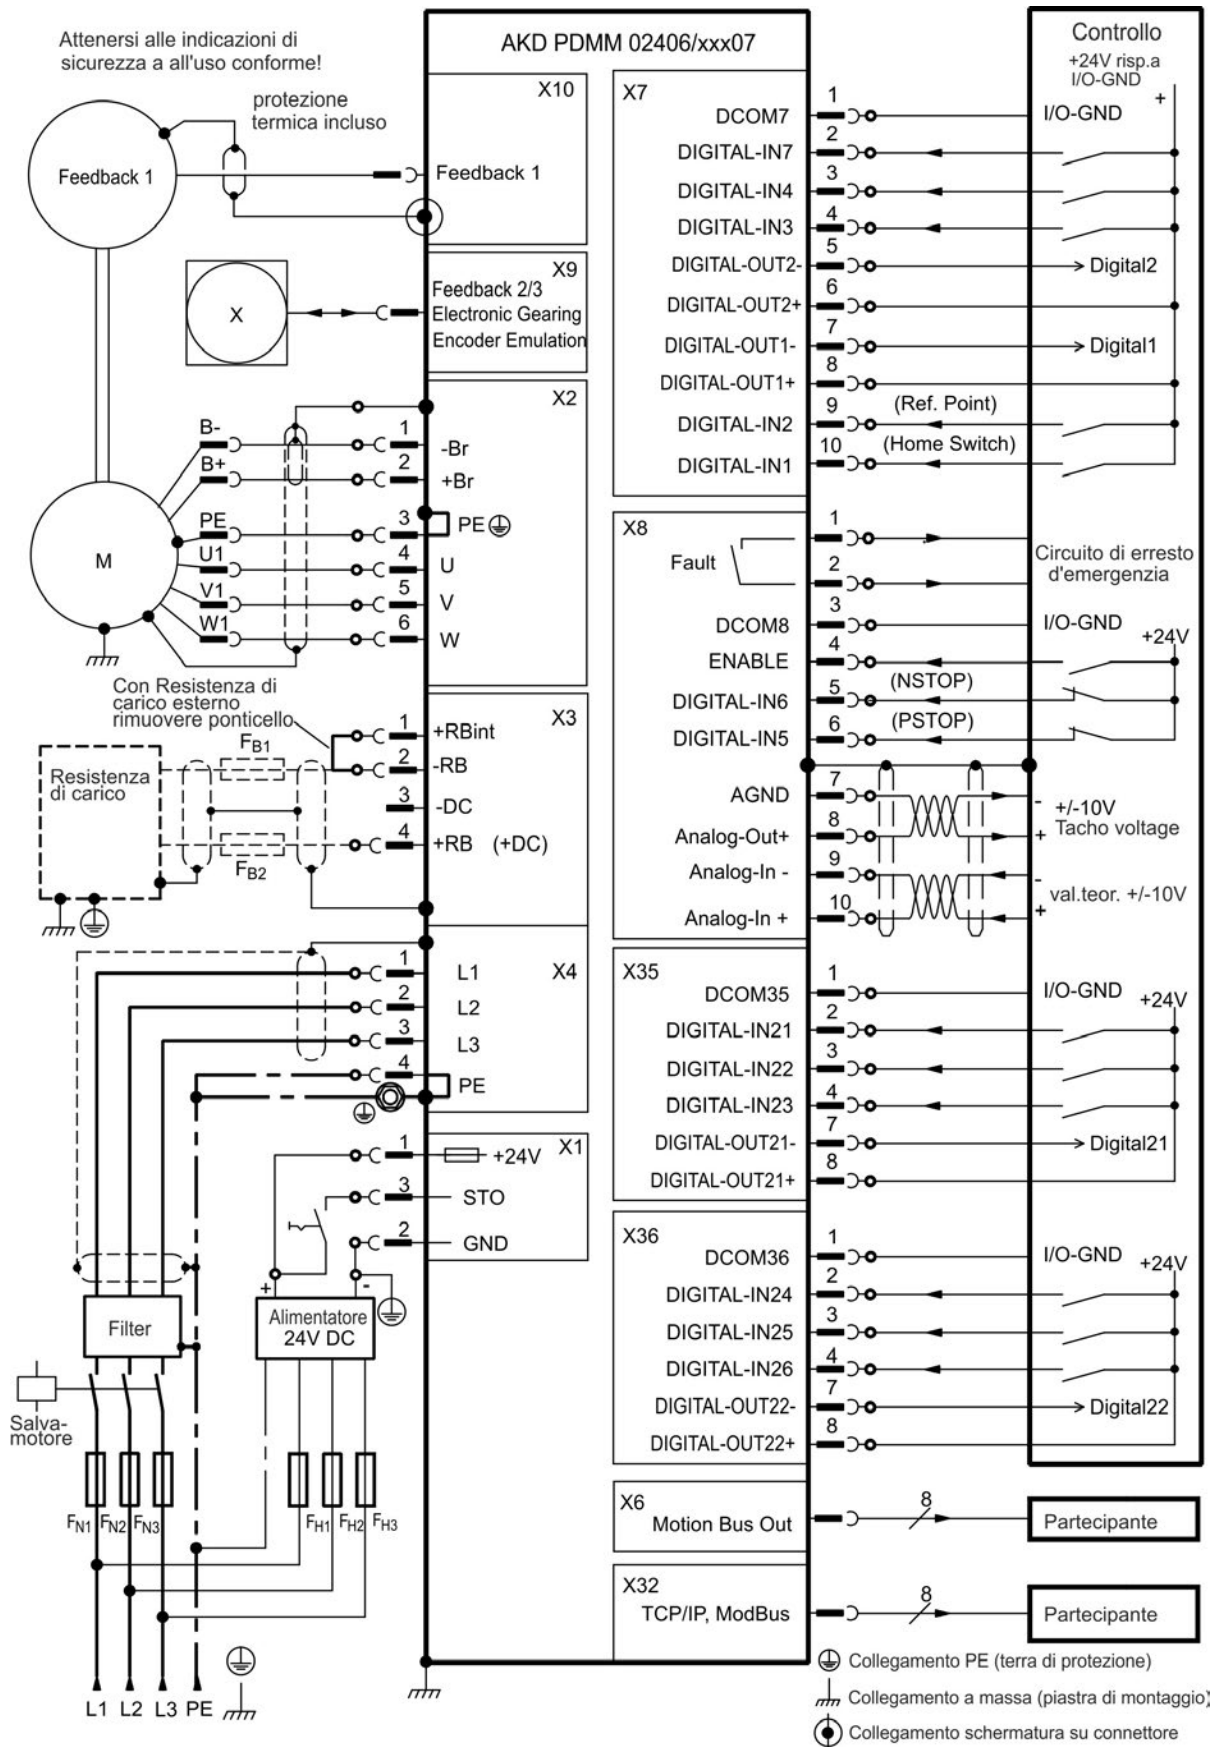 Attenersi alle indicazioni di
sicurezza a all'uso conforme!
AKD PDMM 02406/xxx07
protezione
termica incluso
Feedback 1
X10
Feedback 1
X
X9
Feedback 2/3
Electronic Gearing
Encoder Emulation
X2
B-
1
-Br
B+
2
+Br
PE
3
PE
U1
4
U
V1
5
V
W1
6
W
M
Con Resistenza di
carico esterno
rimuovere ponticello
X3
1
+RBint
FB1
2
-RB
Resistenza
di carico
3
-DC
4
+RB (+DC)
FB2
X4
1
L1
2
L2
3
L3
4
PE
X1
1
+24V
3
STO
2
GND
+
-
Alimentatore
24V DC
Filter
Salva-
motore
FN1 FN2 FN3
FH1 FH2 FH3
L1 L2 L3 PE
X7
DCOM7
1
DIGITAL-IN7
2
DIGITAL-IN4
3
DIGITAL-IN3
4
DIGITAL-OUT2-
5
Digital2
DIGITAL-OUT2+
6
DIGITAL-OUT1-
7
Digital1
DIGITAL-OUT1+
8
DIGITAL-IN2
9
(Ref. Point)
DIGITAL-IN1
10
(Home Switch)
Controllo
+24V risp.a
I/O-GND
+
I/O-GND
X8
Fault
1
2
Circuito di erresto
d'emergenzia
DCOM8
3
I/O-GND
+24V
ENABLE
4
DIGITAL-IN6
5
(NSTOP)
DIGITAL-IN5
6
(PSTOP)
AGND
7
-
+/-10V
Tacho voltage
Analog-Out+
8
+
Analog-In -
9
-
val.teor. +/-10V
Analog-In +
10
+
X35
DCOM35
1
I/O-GND
+24V
DIGITAL-IN21
2
DIGITAL-IN22
3
DIGITAL-IN23
4
DIGITAL-OUT21-
7
Digital21
DIGITAL-OUT21+
8
X36
DCOM36
1
I/O-GND
+24V
DIGITAL-IN24
2
DIGITAL-IN25
3
DIGITAL-IN26
4
DIGITAL-OUT22-
7
Digital22
DIGITAL-OUT22+
8
X6
Motion Bus Out
8
Partecipante
X32
TCP/IP, ModBus
8
Partecipante
Collegamento PE (terra di protezione)
Collegamento a massa (piastra di montaggio)
Collegamento schermatura su connettore